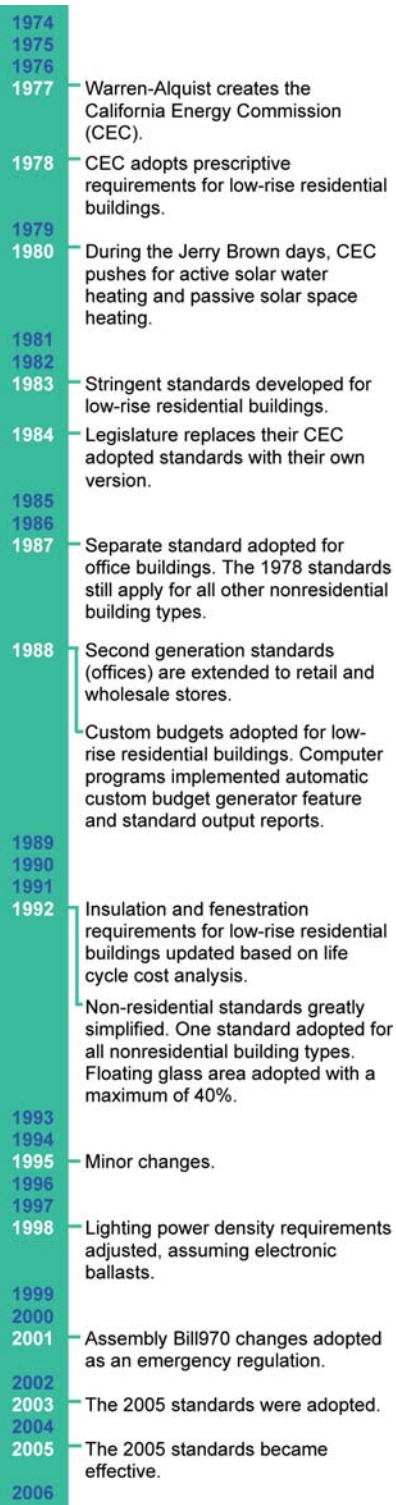 1974
1975
1976
1977
Warren-Alquist creates the
California Energy Commission
(CEC).
1978
CEC adopts prescriptive
requirements for low-rise residential
buildings.
1979
1980
During the Jerry Brown days, CEC
pushes for active solar water
heating and passive solar space
heating.
1981
1982
1983
Stringent standards developed for
low-rise residential buildings.
1984
Legislature replaces their CEC
adopted standards with their own
version.
1985
1986
1987
Separate standard adopted for
office buildings. The 1978 standards
still apply for all other nonresidential
building types.
1988
Second generation standards
(offices) are extended to retail and
wholesale stores.
Custom budgets adopted for low-
rise residential buildings. Computer
programs implemented automatic
custom budget generator feature
and standard output reports.
1989
1990
1991
1992
Insulation and fenestration
requirements for low-rise residential
buildings updated based on life
cycle cost analysis.
Non-residential standards greatly
simplified. One standard adopted for
all nonresidential building types.
Floating glass area adopted with a
maximum of 40%.
1993
1994
1995
Minor changes.
1996
1997
1998
Lighting power density requirements
adjusted, assuming electronic
ballasts.
1999
2000
2001
Assembly Bill970 changes adopted
as an emergency regulation.
2002
2003
The 2005 standards were adopted.
2004
2005
The 2005 standards became
effective.
2006